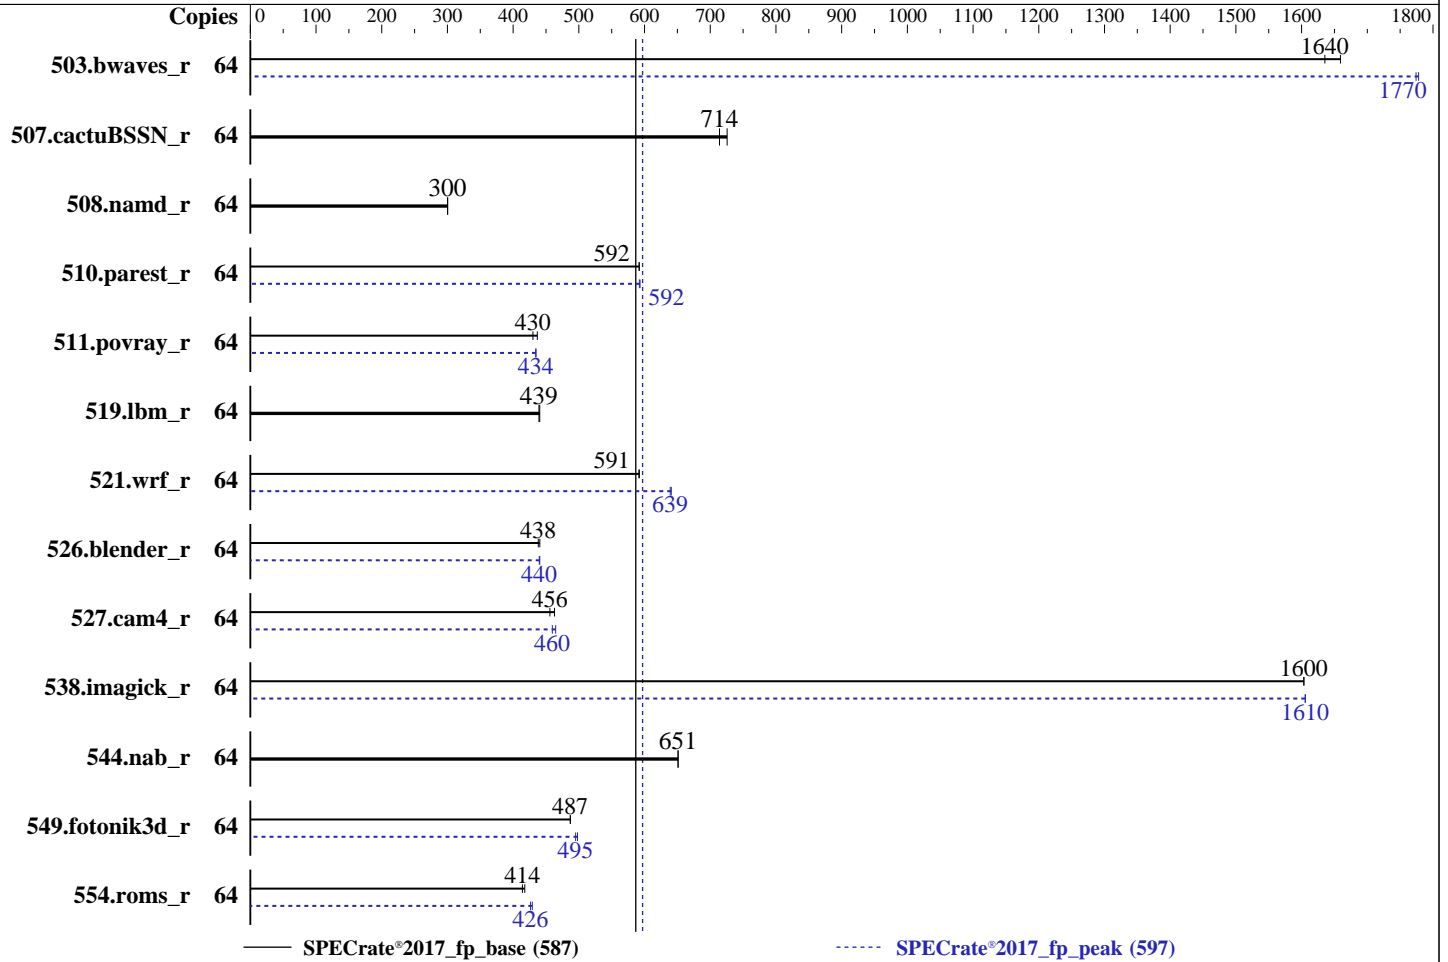 Copies 0 100 200 300 400 500 600 700 800 900 1000 1100 1200 1300 1400 1500 1600 1800
503.bwaves_r 64 1640
1770
507.cactuBSSN_r 64 714
508.namd_r 64 300
510.parest_r 64 592
592
511.povray_r 64 430
434
519.lbm_r 64 439
521.wrf_r 64 591
639
526.blender_r 64 438
440
527.cam4_r 64 456
460
538.imagick_r 64 1600
1610
544.nab_r 64 651
549.fotonik3d_r 64 487
495
554.roms_r 64 414
426
SPECrate®2017_fp_base (587) SPECrate®2017_fp_peak (597)